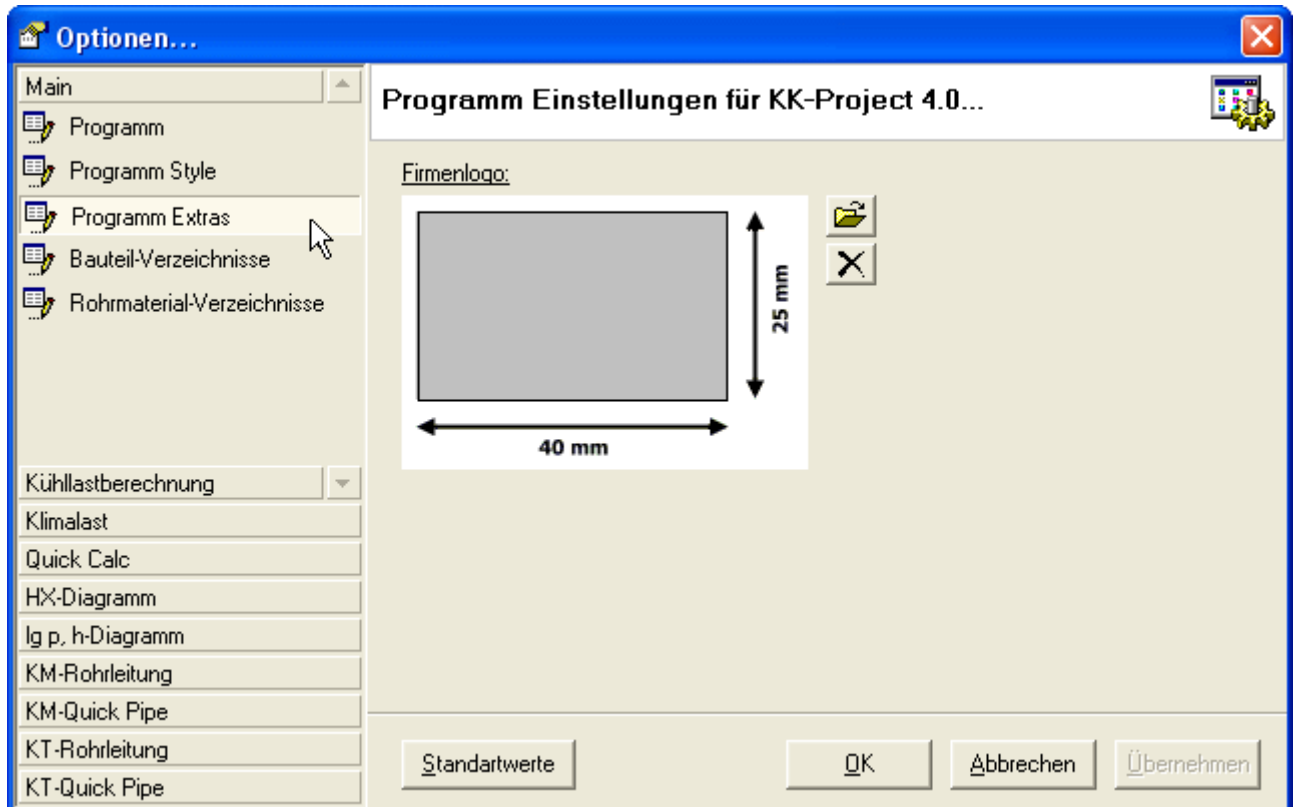 Optionen...
Main
Programm
Programm Style
Programm Extras
Bauteil-Verzeichnisse
Rohrmaterial-Verzeichnisse
Kühllastberechnung
Klimalast
Quick Calc
HX-Diagramm
lg p, h-Diagramm
KM-Rohrleitung
KM-Quick Pipe
KT-Rohrleitung
KT-Quick Pipe
Programm Einstellungen für KK-Project 4.0...
Firmenlogo:
25 mm
40 mm
Standartwerte
OK
Abbrechen
Übernehmen